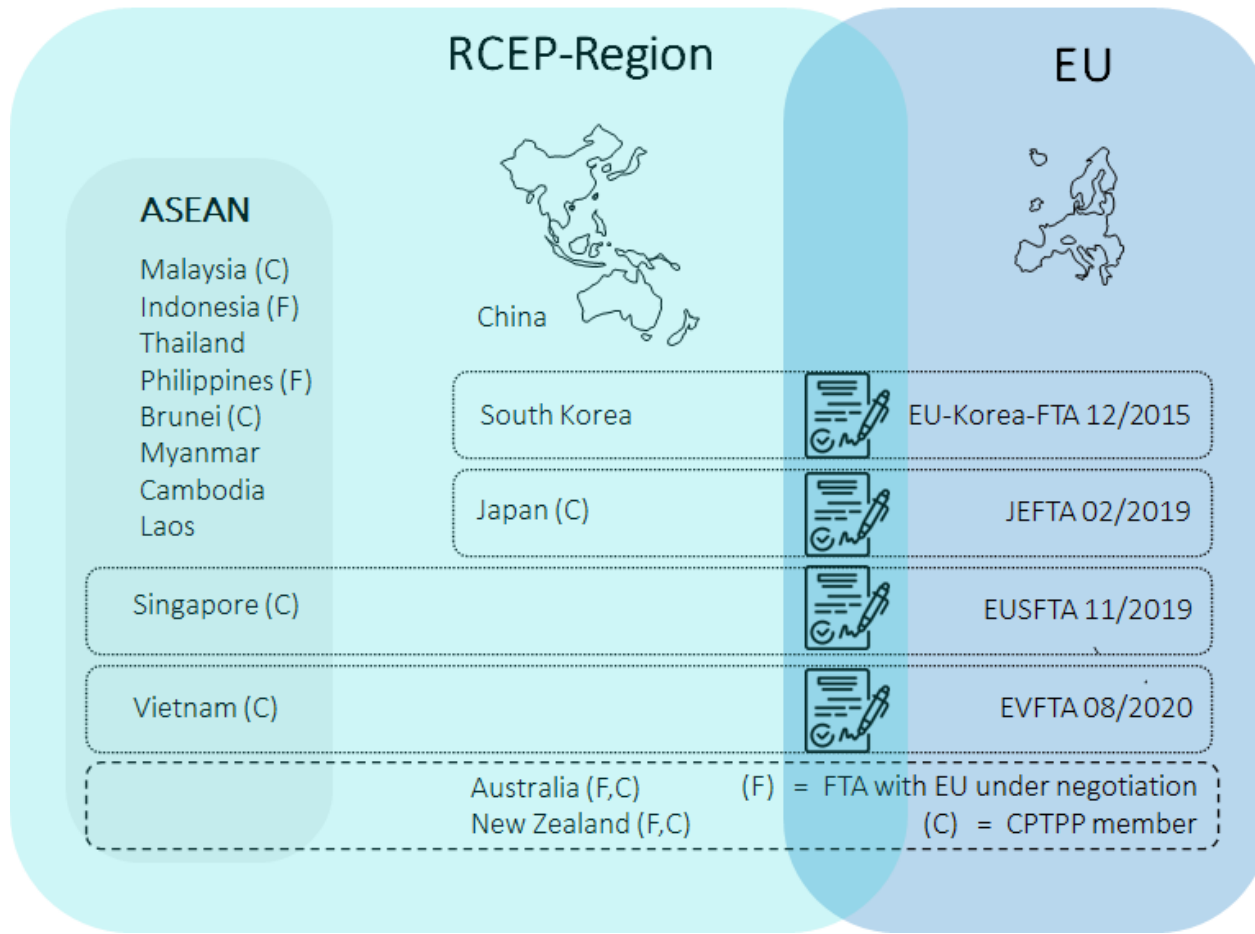 RCEP-Region
EU
ASEAN
Malaysia (C)
Indonesia (F)
Thailand
Philippines (F)
Brunei (C)
Myanmar
Cambodia
Laos
China
South Korea
EU-Korea-FTA 12/2015
Japan (C)
JEFTA 02/2019
Singapore (C)
EUSFTA 11/2019
Vietnam (C)
EVFTA 08/2020
Australia (F,C)
(F) = FTA with EU under negotiation
New Zealand (F,C)
(C) = CPTPP member